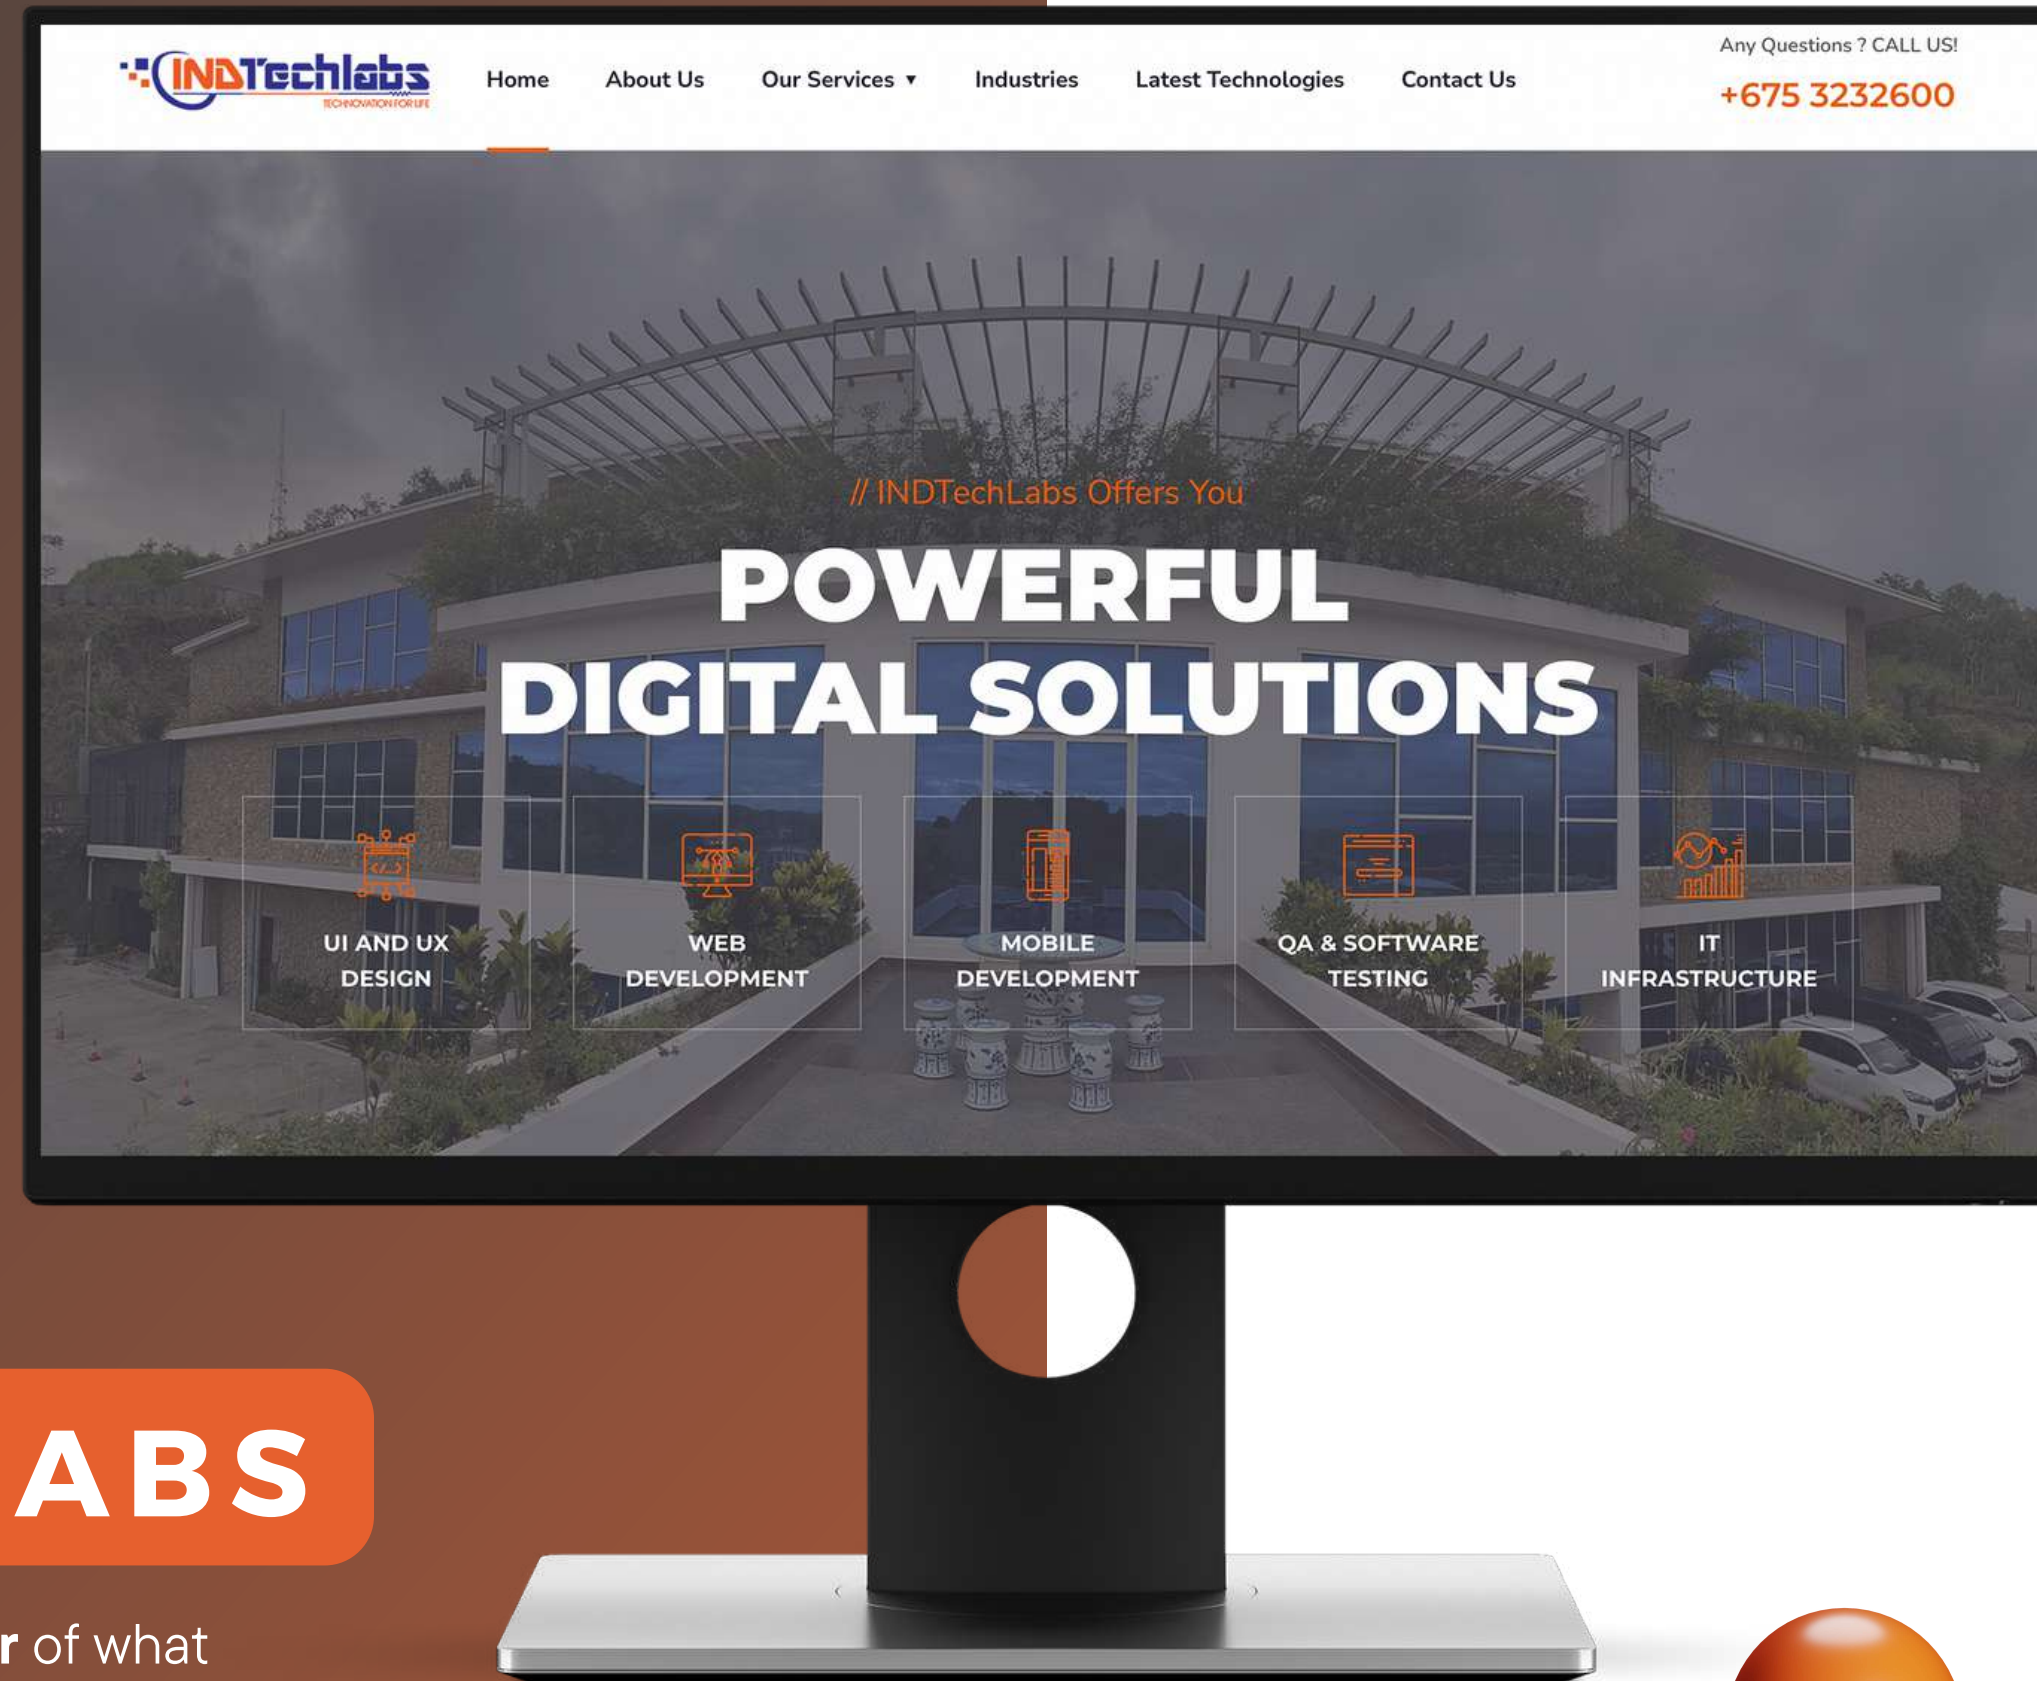 INDTechlabs
TECHNOVATION FOR LIFE
Home About Us Our Services ▼ Industries Latest Technologies Contact Us
Any Questions ? CALL US!
+675 3232600
// INDTechLabs Offers You
POWERFUL
DIGITAL SOLUTIONS
UI AND UX
DESIGN
WEB
DEVELOPMENT
MOBILE
DEVELOPMENT
QA & SOFTWARE
TESTING
IT
INFRASTRUCTURE
ABS
r of what